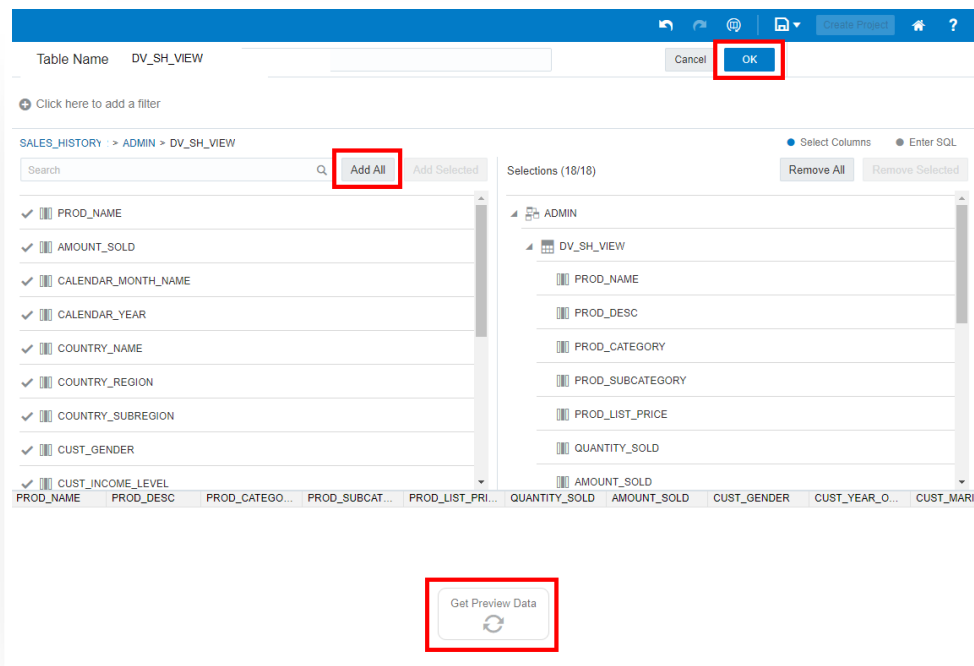 Create Project ?
Table Name DV_SH_VIEW Cancel OK
Click here to add a filter
SALES_HISTORY > ADMIN > DV_SH_VIEW Select Columns Enter SQL
Search Add All Add Selected Selections (18/18) Remove All Remove Selected
PROD_NAME
AMOUNT_SOLD
CALENDAR_MONTH_NAME
CALENDAR_YEAR
COUNTRY_NAME
COUNTRY_REGION
COUNTRY_SUBREGION
CUST_GENDER
CUST_INCOME_LEVEL
ADMIN
DV_SH_VIEW
PROD_NAME
PROD_DESC
PROD_CATEGORY
PROD_SUBCATEGORY
PROD_LIST_PRICE
QUANTITY_SOLD
AMOUNT_SOLD
PROD_NAME PROD_DESC PROD_CATEGO... PROD_SUBCAT... PROD_LIST_PRI... QUANTITY_SOLD AMOUNT_SOLD CUST_GENDER CUST_YEAR_O... CUST_MARI
Get Preview Data